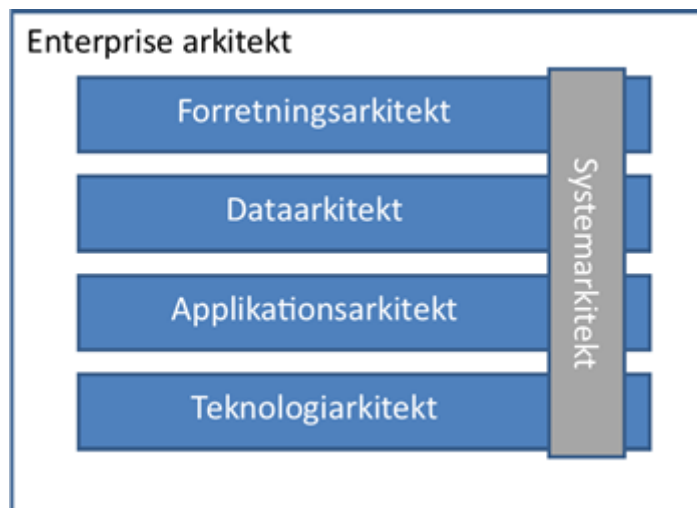 Enterprise arkitekt
Forretningsarkitekt
Dataarkitekt
Applikationsarkitekt
Teknologiarkitekt
Systemarkitekt